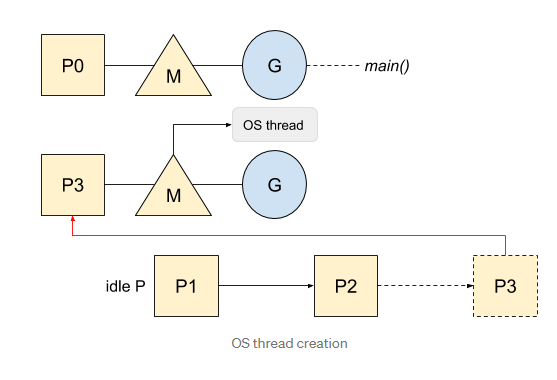 P0 M G main()
OS thread
P3 M G
idle P P1 P2 P3
OS thread creation